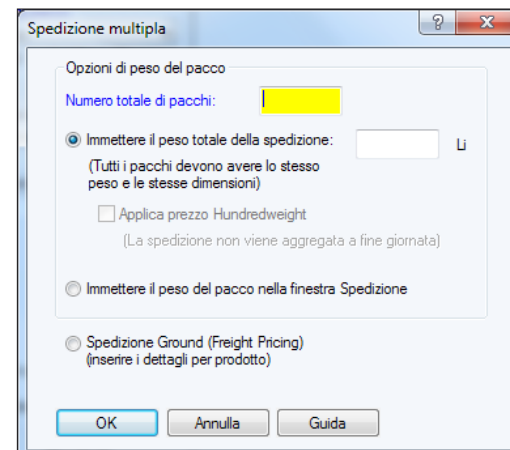 Spedizione multipla
Opzioni di peso del pacco
Numero totale di pacchi:
Immettere il peso totale della spedizione: Li
(Tutti i pacchi devono avere lo stesso
peso e le stesse dimensioni)
Applica prezzo Hundredweight
(La spedizione non viene aggregata a fine giornata)
Immettere il peso del pacco nella finestra Spedizione
Spedizione Ground (Freight Pricing)
(inserire i dettagli per prodotto)
OK Annulla Guida